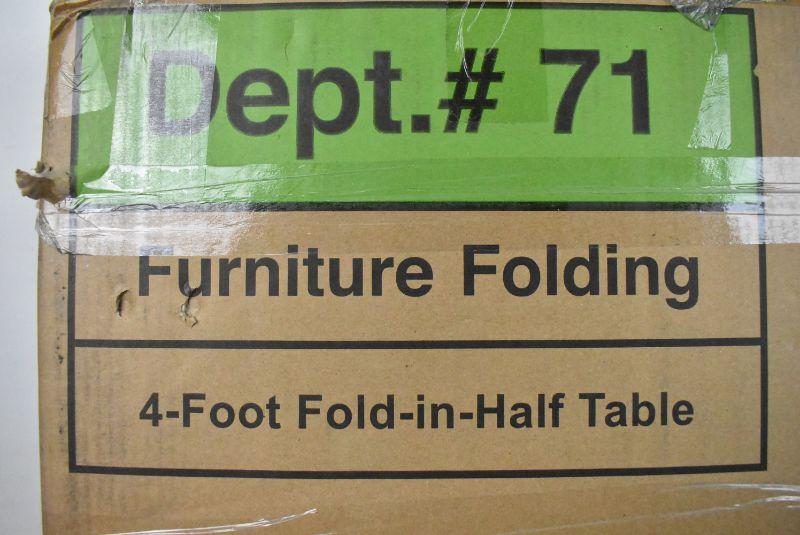 Dept.# 71
Furniture Folding
4-Foot Fold-in-Half Table